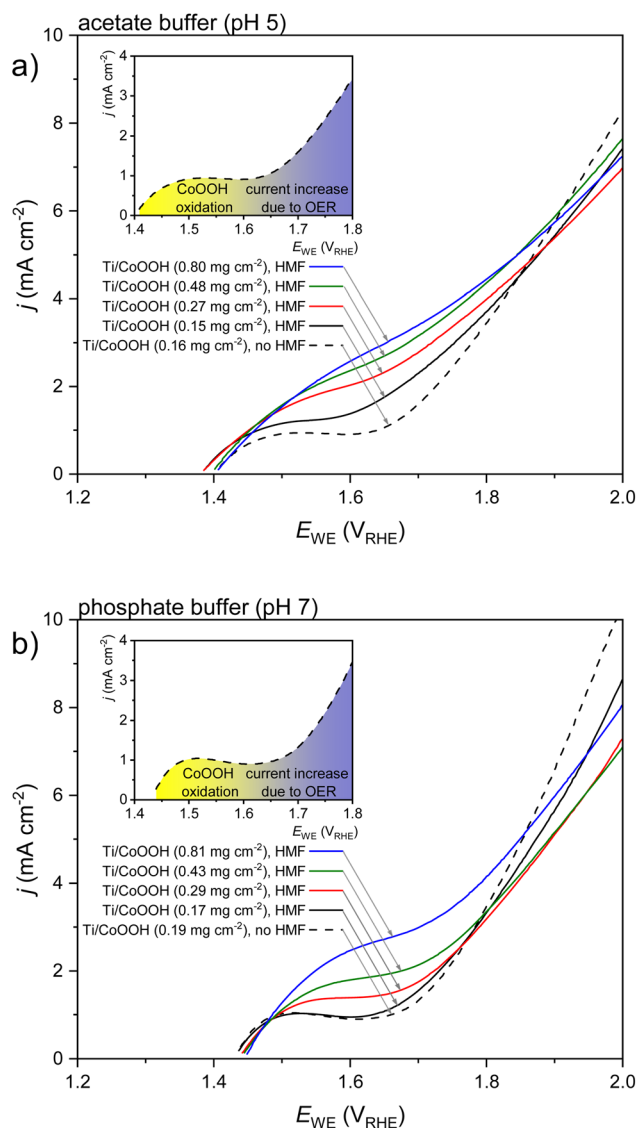 acetate buffer (pH 5)
a)
10
8
6
4
2
0
j (mA cm⁻²)
4
3
2
1
0
j (mA cm⁻²)
CoOOH
oxidation
current increase
due to OER
1.4 1.5 1.6 1.7 1.8
E_WE (V_RHE)
Ti/CoOOH (0.80 mg cm⁻²), HMF
Ti/CoOOH (0.48 mg cm⁻²), HMF
Ti/CoOOH (0.27 mg cm⁻²), HMF
Ti/CoOOH (0.15 mg cm⁻²), HMF
Ti/CoOOH (0.16 mg cm⁻²), no HMF
1.2 1.4 1.6 1.8 2.0
E_WE (V_RHE)
phosphate buffer (pH 7)
b)
10
8
6
4
2
0
j (mA cm⁻²)
4
3
2
1
0
j (mA cm⁻²)
CoOOH
oxidation
current increase
due to OER
1.4 1.5 1.6 1.7 1.8
E_WE (V_RHE)
Ti/CoOOH (0.81 mg cm⁻²), HMF
Ti/CoOOH (0.43 mg cm⁻²), HMF
Ti/CoOOH (0.29 mg cm⁻²), HMF
Ti/CoOOH (0.17 mg cm⁻²), HMF
Ti/CoOOH (0.19 mg cm⁻²), no HMF
1.2 1.4 1.6 1.8 2.0
E_WE (V_RHE)